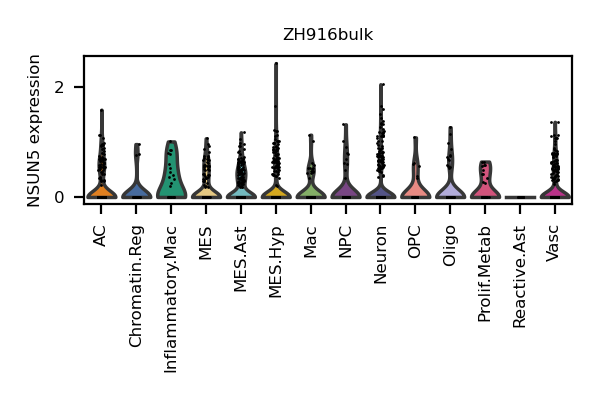 ZH916bulk
NSUN5 expression
2
0
AC
Chromatin.Reg
Inflammatory.Mac
MES
MES.Ast
MES.Hyp
Mac
NPC
Neuron
OPC
Oligo
Prolif.Metab
Reactive.Ast
Vasc